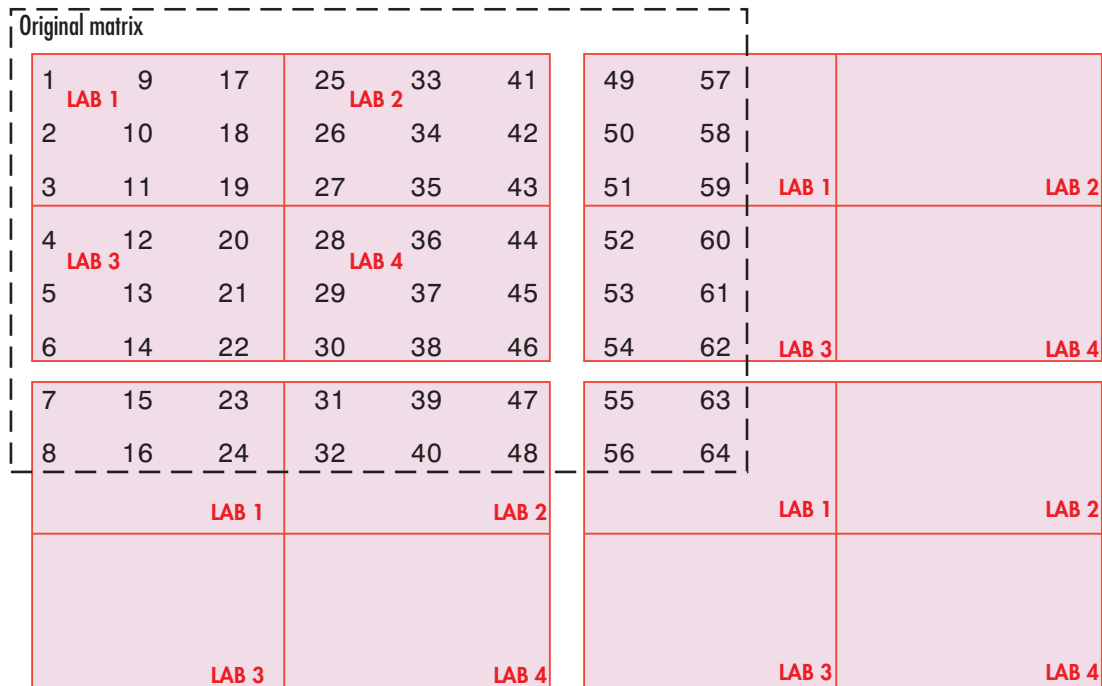 Original matrix
1 9 17 25 33 41 49 57
LAB 1 LAB 2
2 10 18 26 34 42 50 58
3 11 19 27 35 43 51 59 LAB 1 LAB 2
4 12 20 28 36 44 52 60
LAB 3 LAB 4
5 13 21 29 37 45 53 61
6 14 22 30 38 46 54 62 LAB 3 LAB 4
7 15 23 31 39 47 55 63
8 16 24 32 40 48 56 64
LAB 1 LAB 2 LAB 1 LAB 2
LAB 3 LAB 4 LAB 3 LAB 4